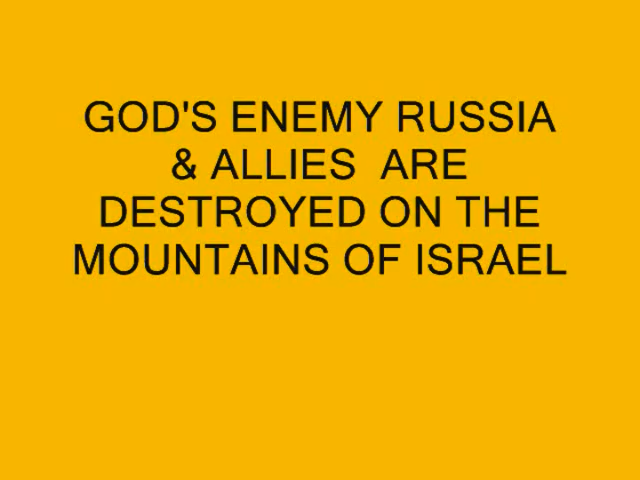 GOD'S ENEMY RUSSIA
& ALLIES  ARE
DESTROYED ON THE
MOUNTAINS OF ISRAEL